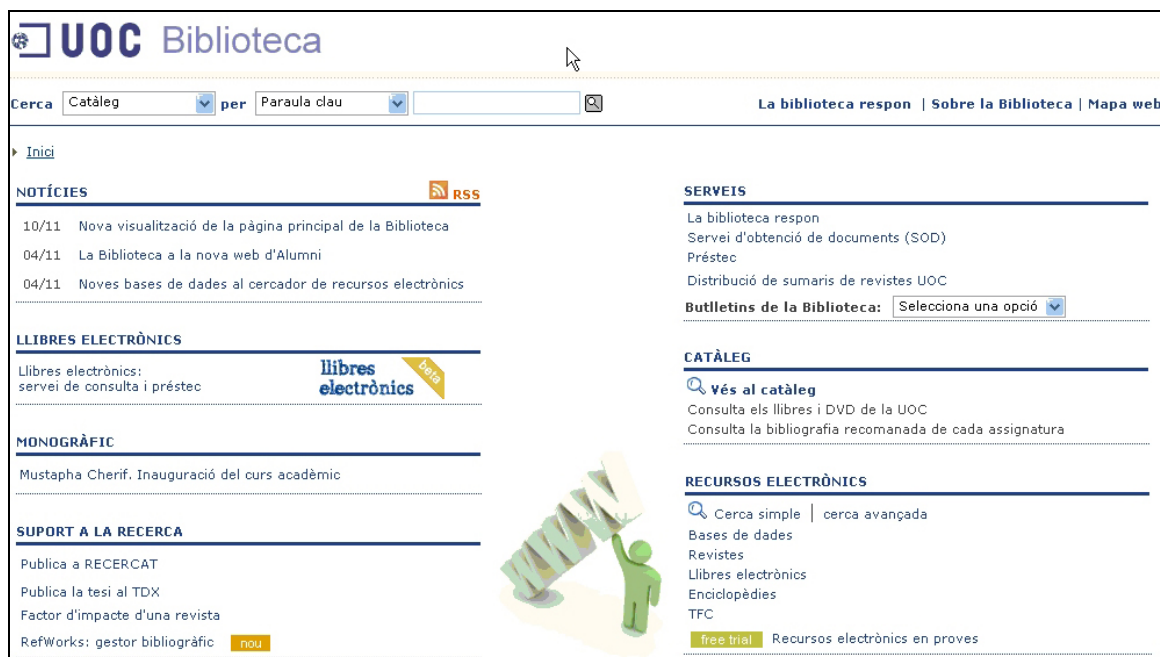 UOC Biblioteca
Cerca Catàleg per Paraula clau
La biblioteca respon | Sobre la Biblioteca | Mapa web
Inici
NOTÍCIES RSS
10/11 Nova visualització de la pàgina principal de la Biblioteca
04/11 La Biblioteca a la nova web d'Alumni
04/11 Noves bases de dades al cercador de recursos electrònics
LLIBRES ELECTRÒNICS
Llibres electrònics:
servei de consulta i préstec
llibres
electrònics
beta
MONOGRÀFIC
Mustapha Cherif. Inauguració del curs acadèmic
SUPORT A LA RECERCA
Publica a RECERCAT
Publica la tesi al TDX
Factor d'impacte d'una revista
RefWorks: gestor bibliogràfic nou
WWW
SERVEIS
La biblioteca respon
Servei d'obtenció de documents (SOD)
Préstec
Distribució de sumaris de revistes UOC
Butlletins de la Biblioteca: Selecciona una opció
CATÀLEG
Vés al catàleg
Consulta els llibres i DVD de la UOC
Consulta la bibliografia recomanada de cada assignatura
RECURSOS ELECTRÒNICS
Cerca simple | cerca avançada
Bases de dades
Revistes
Llibres electrònics
Enciclopèdies
TFC
free trial Recursos electrònics en proves